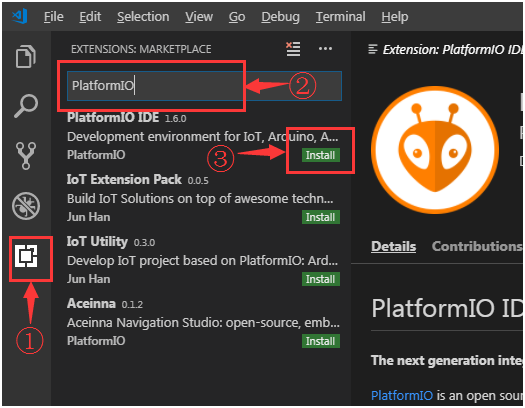 File Edit Selection View Go Debug Terminal Help
EXTENSIONS: MARKETPLACE
Extension: PlatformIO IDE
PlatformIO
②
PlatformIO IDE 1.6.0
Development environment for IoT, Arduino, A...
PlatformIO Install
③
IoT Extension Pack 0.0.5
Build IoT Solutions on top of awesome techn...
Jun Han Install
IoT Utility 0.3.0
Develop IoT project based on PlatformIO: Ard...
Jun Han Install
Aceinna 0.1.2
Aceinna Navigation Studio: open-source, emb...
PlatformIO Install
①
Details Contributions
PlatformIO IDE
The next generation integ
PlatformIO is an open sour